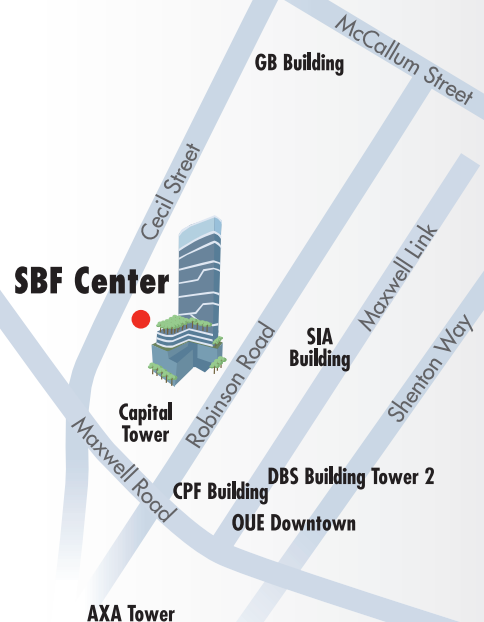 McCallum Street
GB Building
Cecil Street
SBF Center
Maxwell Link
SIA
Building
Robinson Road
Shenton Way
Capital
Tower
Maxwell Road
DBS Building Tower 2
CPF Building
OUE Downtown
AXA Tower